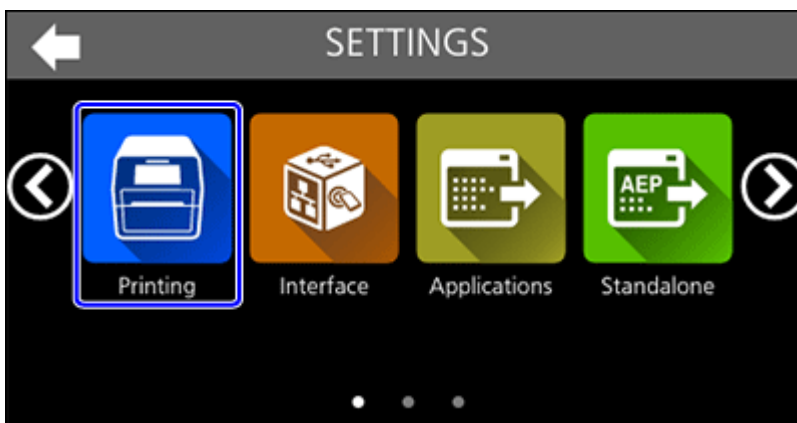 SETTINGS
AEP
Printing
Interface
Applications
Standalone